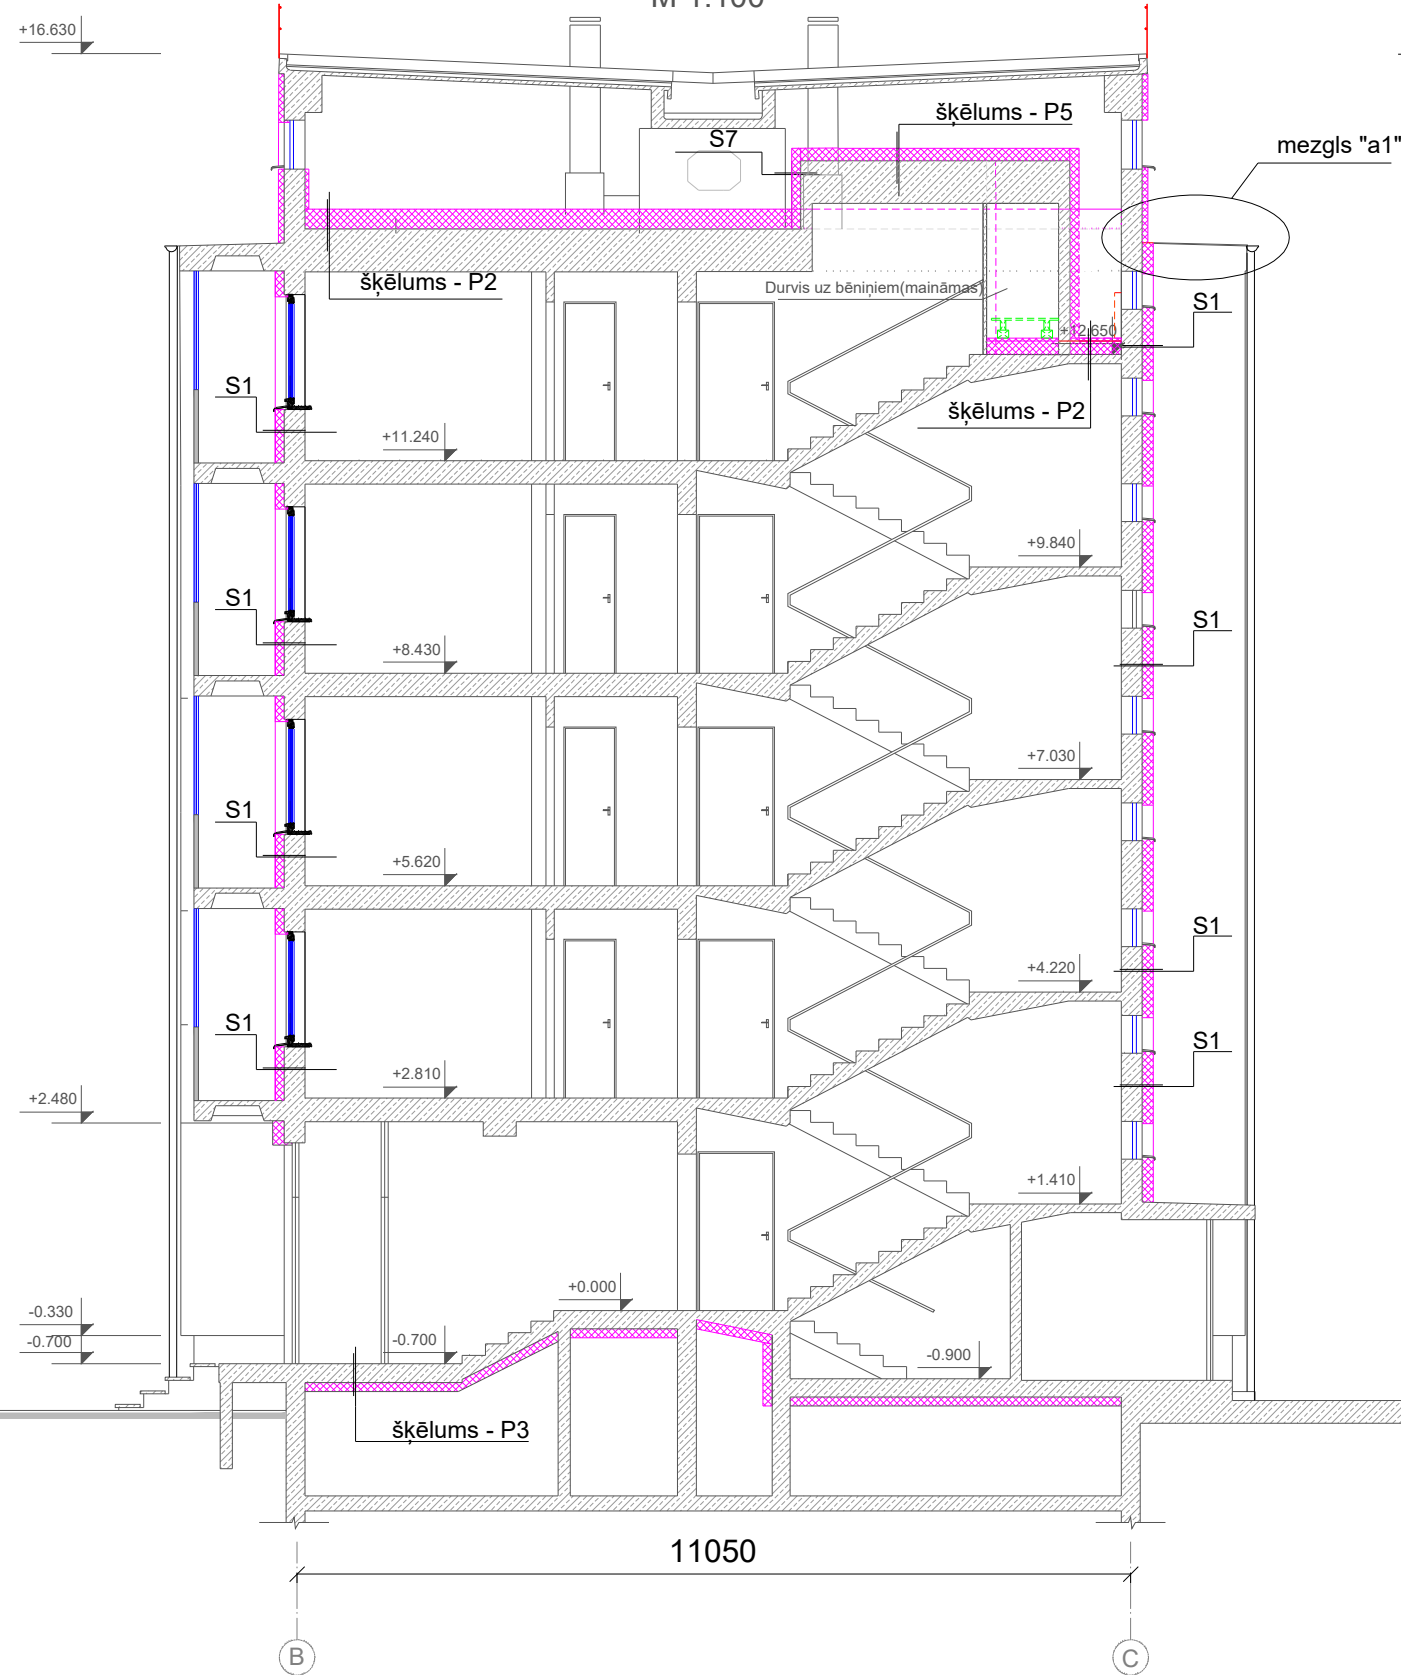 M 1:100
+16.630
šķēlums - P5
S7
mezgls "a1"
šķēlums - P2
Durvis uz bēniņiem(maināmas)
S1
+12.650
S1
šķēlums - P2
+11.240
+9.840
S1
S1
+8.430
+7.030
S1
+5.620
S1
+4.220
S1
S1
+2.810
+2.480
+1.410
+0.000
-0.330
-0.700
-0.700
-0.900
šķēlums - P3
11050
B
C